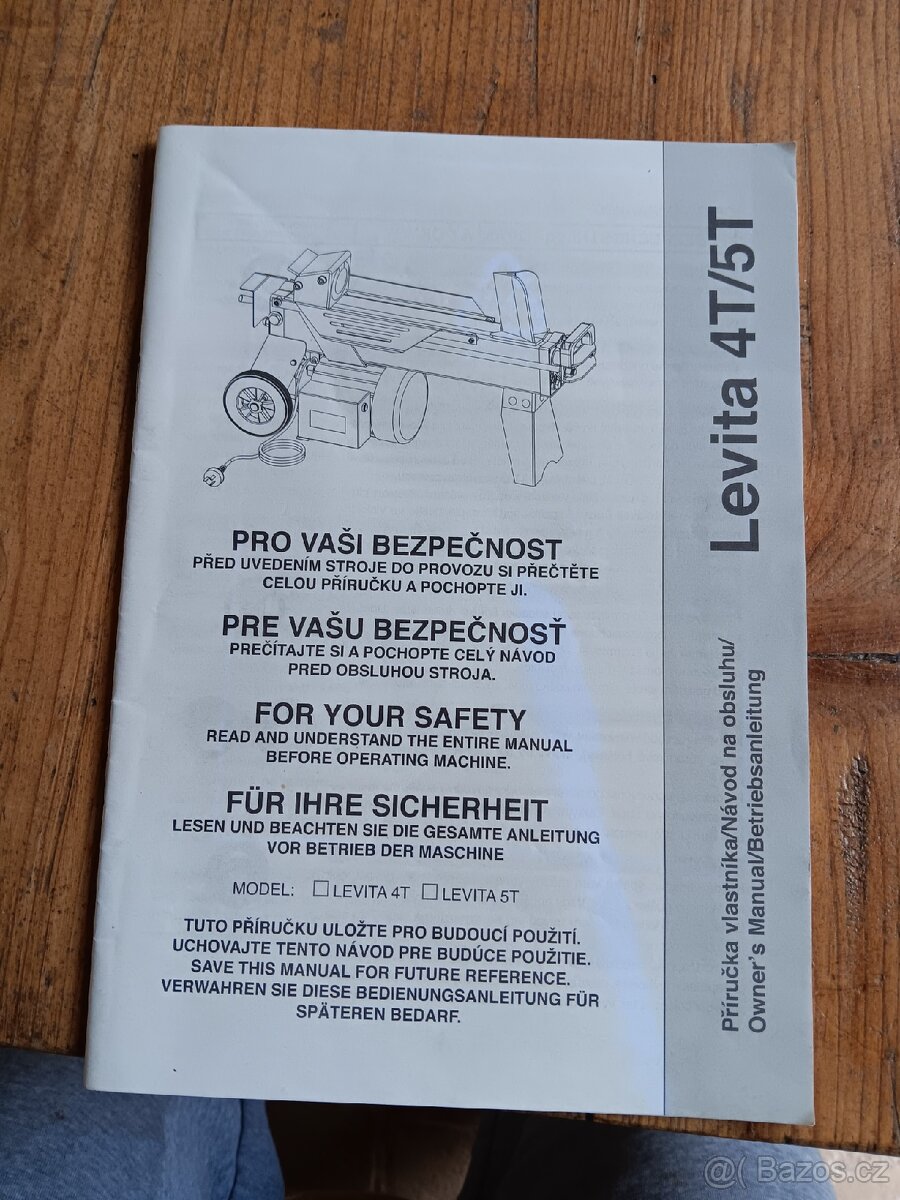 PRO VAŠI BEZPEČNOST
PŘED UVEDENÍM STROJE DO PROVOZU SI PŘEČTĚTE
CELOU PŘÍRUČKU A POCHOPTE JI.
PRE VAŠU BEZPEČNOSŤ
PREČÍTAJTE SI A POCHOPTE CELÝ NÁVOD
PRED OBSLUHOU STROJA.
FOR YOUR SAFETY
READ AND UNDERSTAND THE ENTIRE MANUAL
BEFORE OPERATING MACHINE.
FÜR IHRE SICHERHEIT
LESEN UND BEACHTEN SIE DIE GESAMTE ANLEITUNG
VOR BETRIEB DER MASCHINE
MODEL: ☐ LEVITA 4T ☐ LEVITA 5T
TUTO PŘÍRUČKU ULOŽTE PRO BUDOUCÍ POUŽITÍ.
UCHOVAJTE TENTO NÁVOD PRE BUDÚCE POUŽITIE.
SAVE THIS MANUAL FOR FUTURE REFERENCE.
VERWAHREN SIE DIESE BEDIENUNGSANLEITUNG FÜR
SPÄTEREN BEDARF.
Levita 4T/5T
Příručka vlastníka/Návod na obsluhu/
Owner's Manual/Betriebsanleitung
@( Bazos.cz